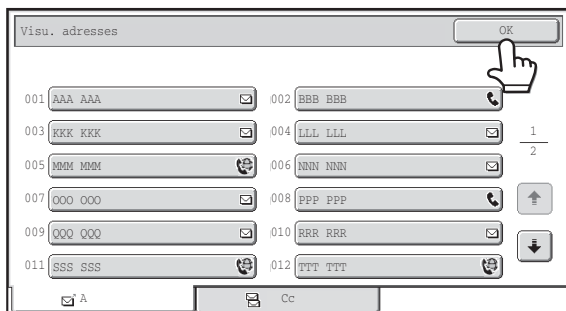 Visu. adresses OK
001 AAA AAA 002 BBB BBB
003 KKK KKK 004 LLL LLL
1
005 MMM MMM 006 NNN NNN
2
007 OOO OOO 008 PPP PPP
009 QQQ QQQ 010 RRR RRR
011 SSS SSS 012 TTT TTT
A Cc